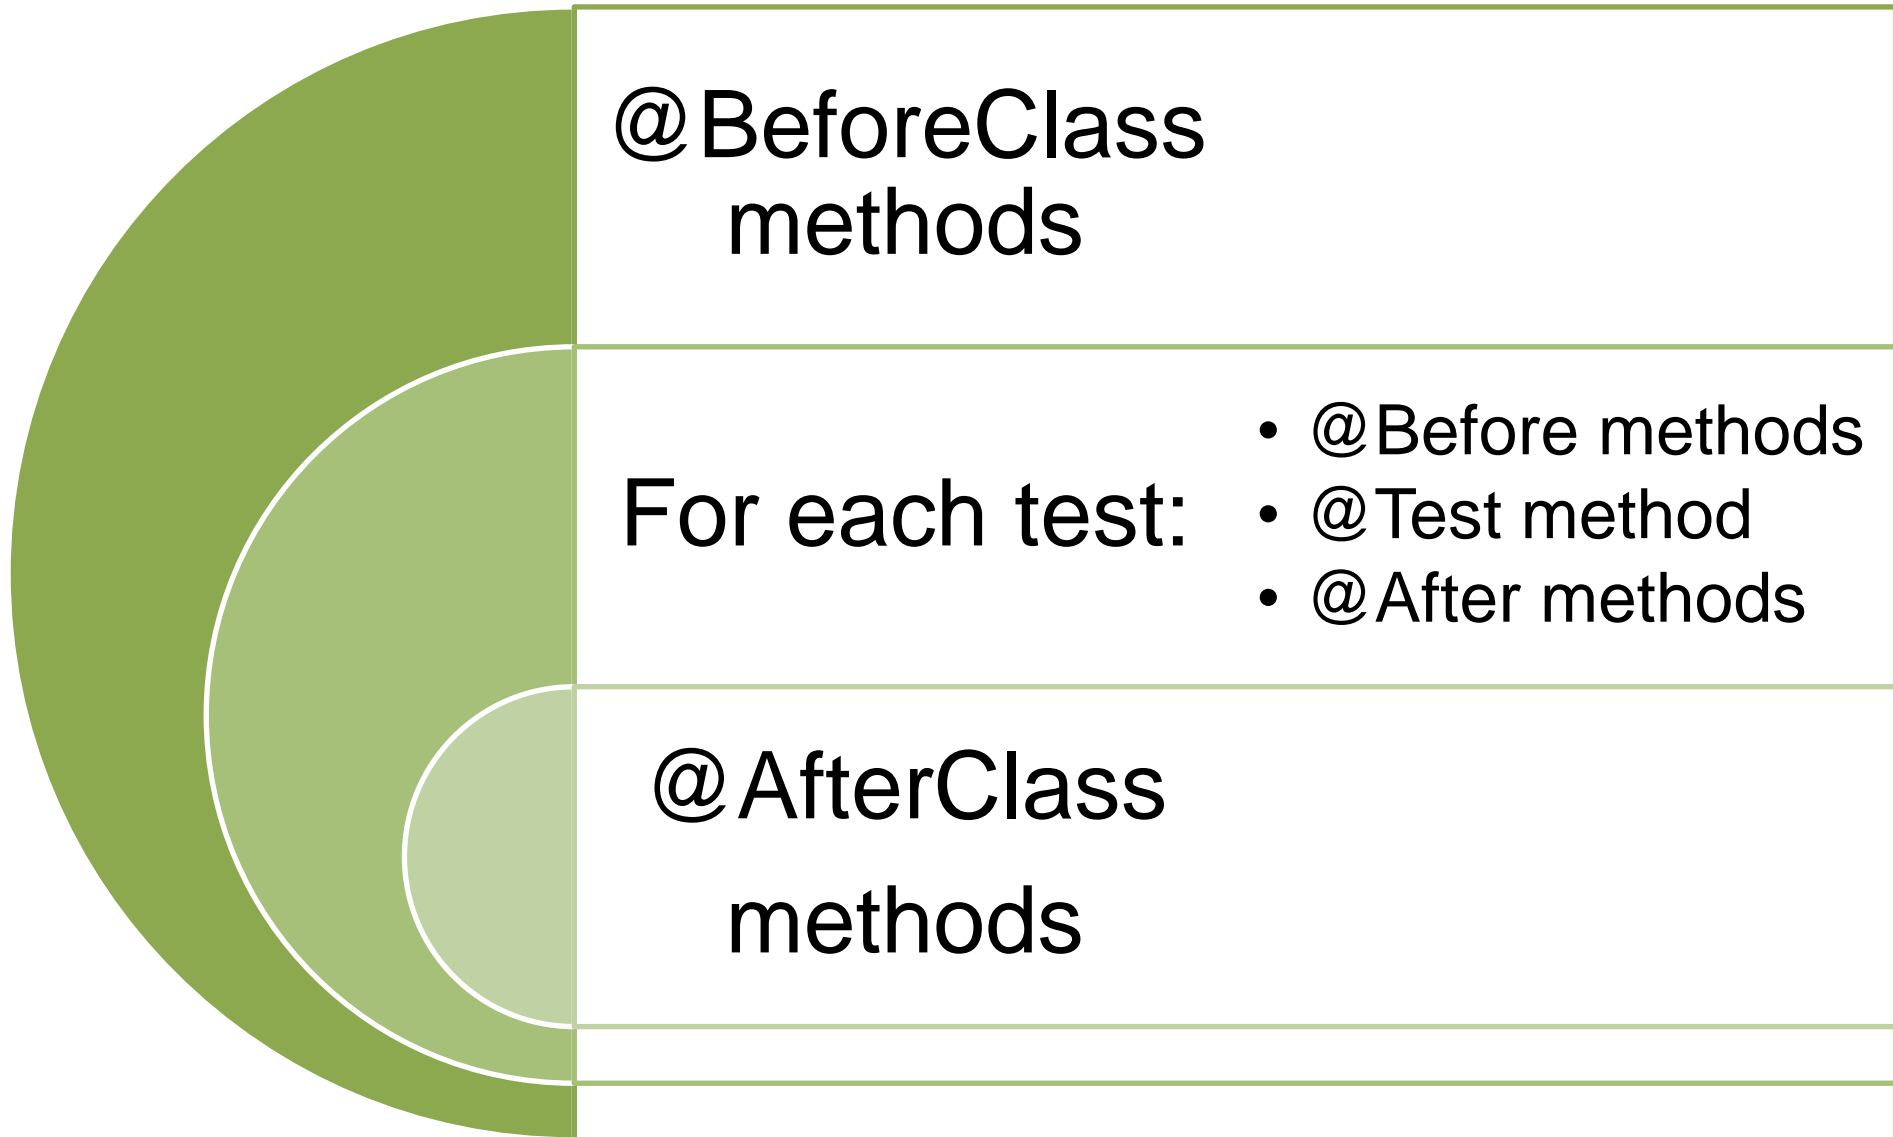 @BeforeClass
methods
For each test:
• @Before methods
• @Test method
• @After methods
@AfterClass
methods